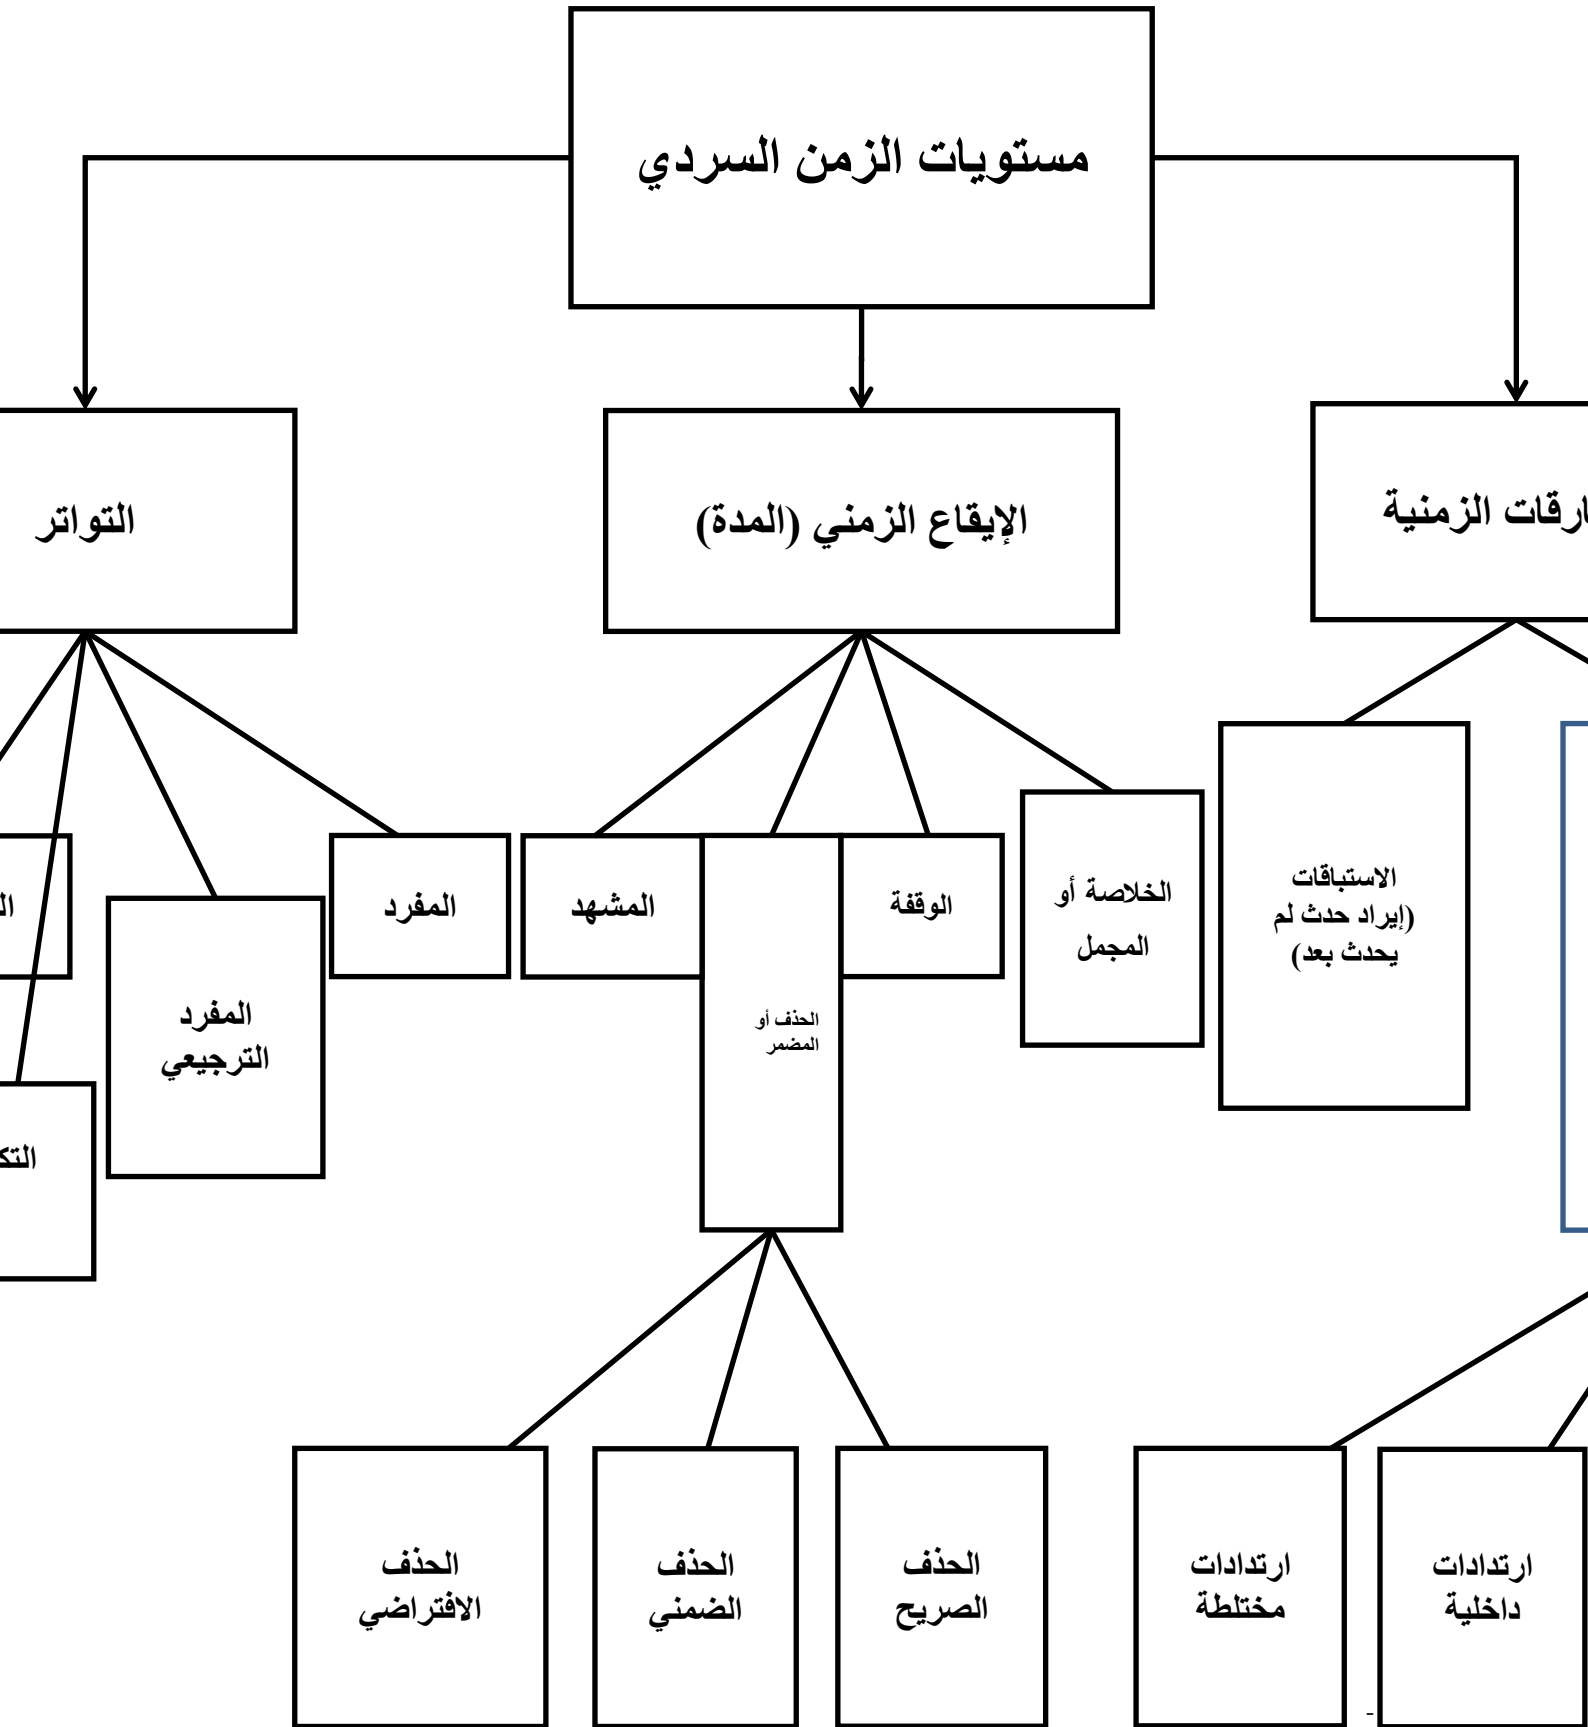 مستويات الزمن السردي
الزمنية
الإيقاع الزمني (المدة)
التواتر
الاستباقات
(إيراد حدث لم
يحدث بعد)
الخلاصة أو
المجمل
الوقفة
الحذف أو
المضمر
المشهد
المفرد
المفرد
الترجيعي
ارتدادات
داخلية
ارتدادات
مختلطة
الحذف
الصريح
الحذف
الضمني
الحذف
الافتراضي
-